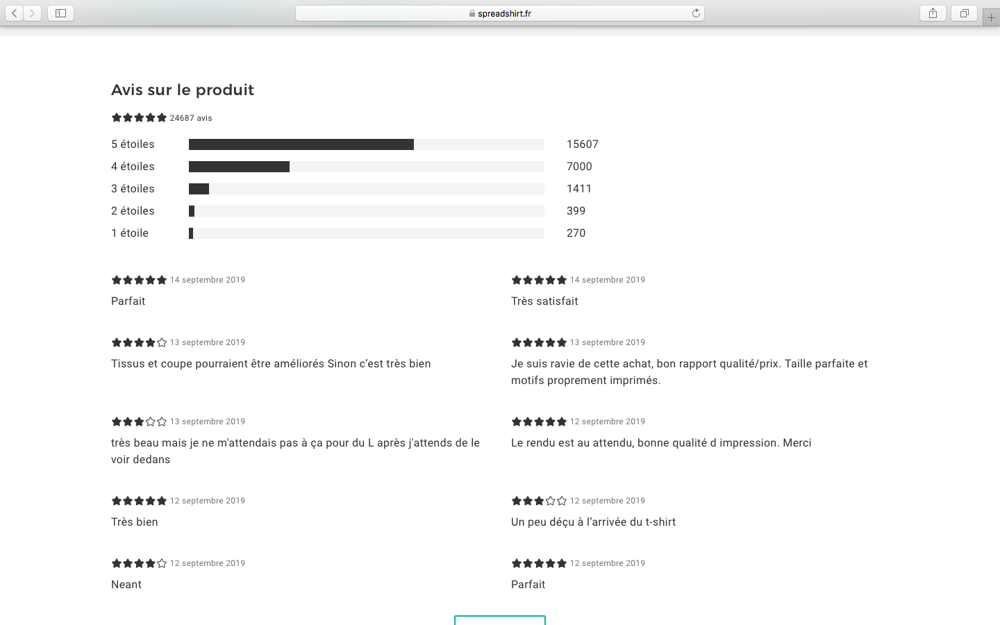 spreadshirt.fr
Avis sur le produit
24687 avis
5 étoiles 15607
4 étoiles 7000
3 étoiles 1411
2 étoiles 399
1 étoile 270
14 septembre 2019
Parfait
14 septembre 2019
Très satisfait
13 septembre 2019
Tissus et coupe pourraient être améliorés Sinon c’est très bien
13 septembre 2019
Je suis ravie de cette achat, bon rapport qualité/prix. Taille parfaite et
motifs proprement imprimés.
13 septembre 2019
très beau mais je ne m'attendais pas à ça pour du L après j'attends de le
voir dedans
12 septembre 2019
Le rendu est au attendu, bonne qualité d impression. Merci
12 septembre 2019
Très bien
12 septembre 2019
Un peu déçu à l’arrivée du t-shirt
12 septembre 2019
Neant
12 septembre 2019
Parfait